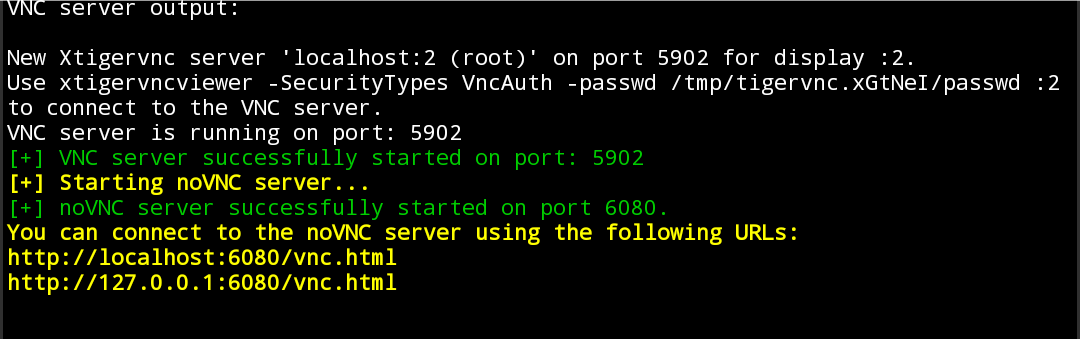 VNC server output:
New Xtigervnc server 'localhost:2 (root)' on port 5902 for display :2.
Use xtigervncviewer -SecurityTypes VncAuth -passwd /tmp/tigervnc.xGtNeI/passwd :2
to connect to the VNC server.
VNC server is running on port: 5902
[+] VNC server successfully started on port: 5902
[+] Starting noVNC server...
[+] noVNC server successfully started on port 6080.
You can connect to the noVNC server using the following URLs:
http://localhost:6080/vnc.html
http://127.0.0.1:6080/vnc.html